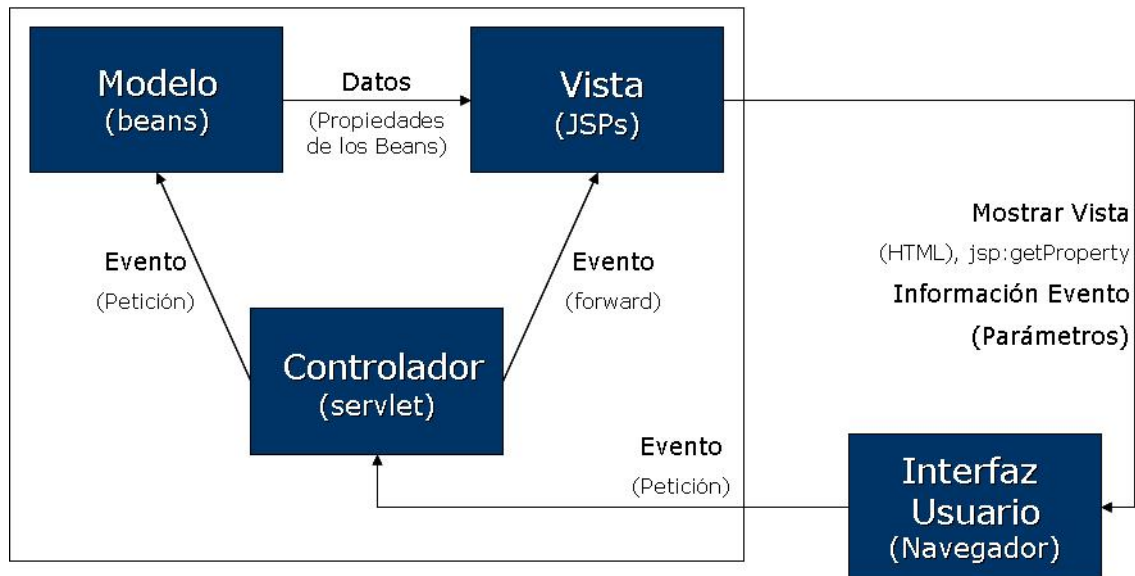 Modelo
(beans)
Datos
(Propiedades
de los Beans)
Vista
(JSPs)
Mostrar Vista
(HTML), jsp:getProperty
Información Evento
(Parámetros)
Evento
(Petición)
Evento
(forward)
Controlador
(servlet)
Evento
(Petición)
Interfaz
Usuario
(Navegador)